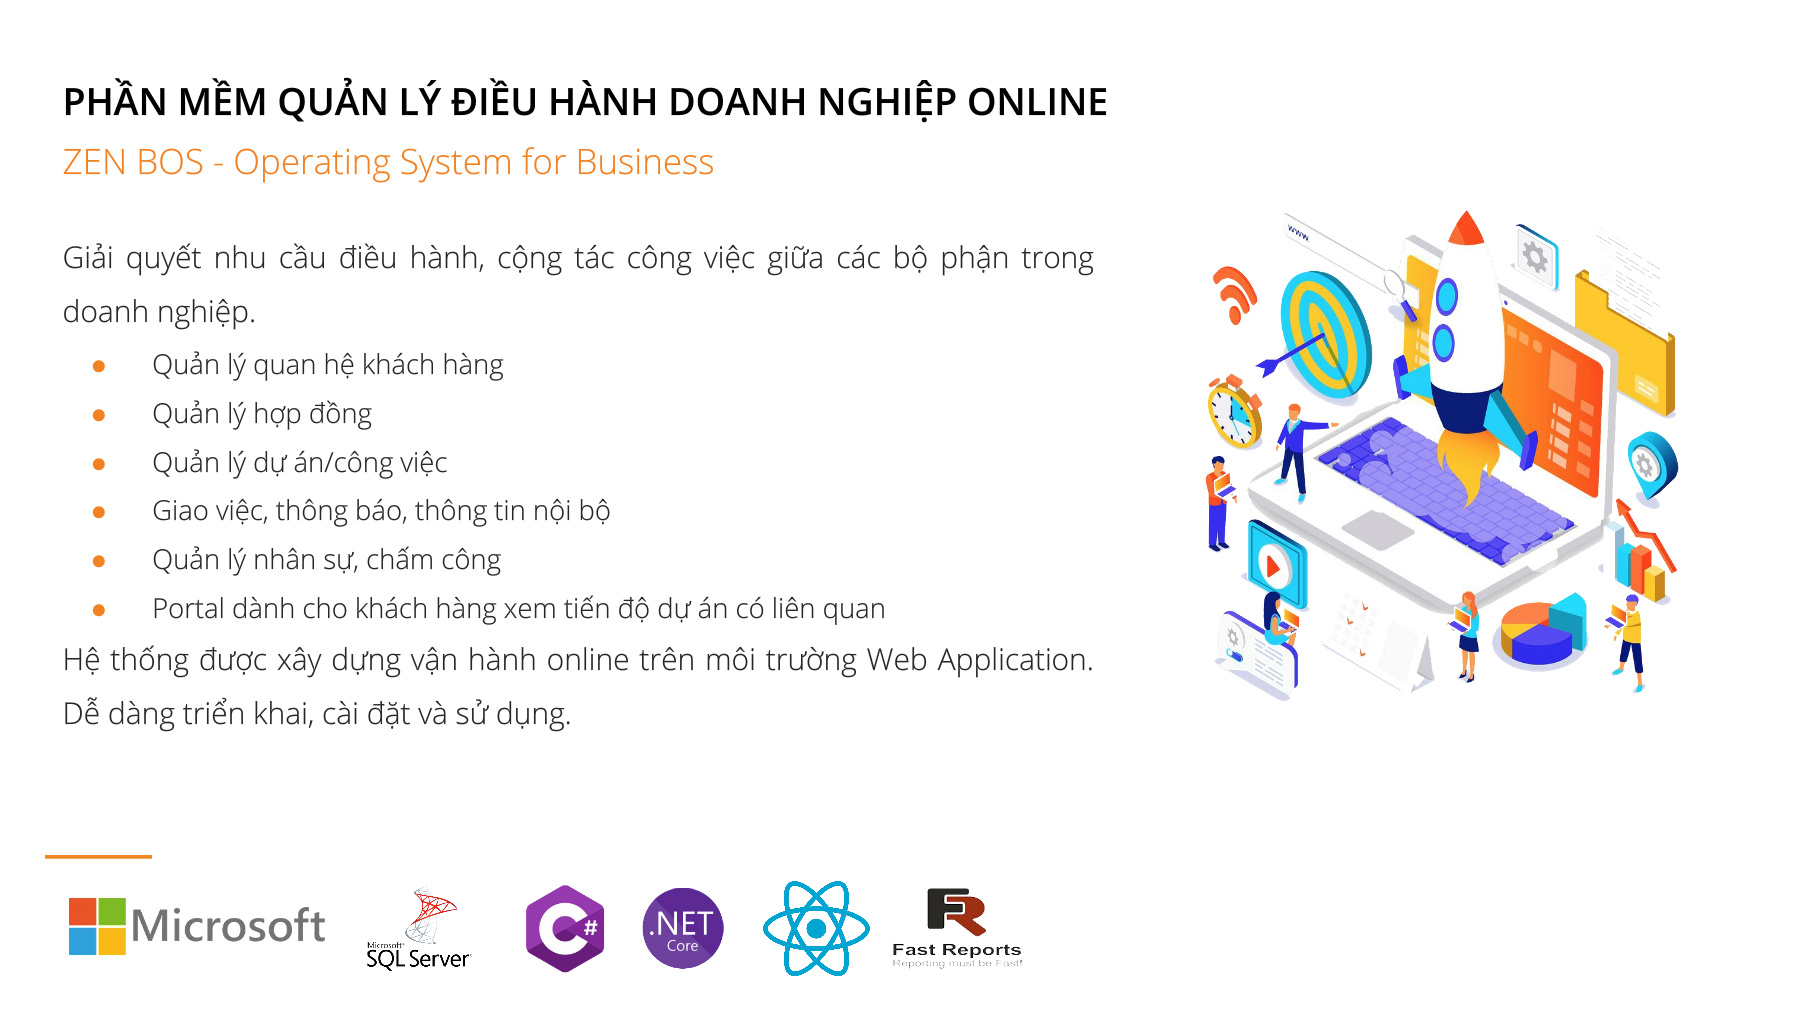 PHẦN MỀM QUẢN LÝ ĐIỀU HÀNH DOANH NGHIỆP ONLINE
ZEN BOS - Operating System for Business
Giải quyết nhu cầu điều hành, cộng tác công việc giữa các bộ phận trong
doanh nghiệp.
● Quản lý quan hệ khách hàng
● Quản lý hợp đồng
● Quản lý dự án/công việc
● Giao việc, thông báo, thông tin nội bộ
● Quản lý nhân sự, chấm công
● Portal dành cho khách hàng xem tiến độ dự án có liên quan
Hệ thống được xây dựng vận hành online trên môi trường Web Application.
Dễ dàng triển khai, cài đặt và sử dụng.
www.
Microsoft
Microsoft
SQL Server
C#
.NET
Core
FR
Fast Reports
Reporting must be Fast!